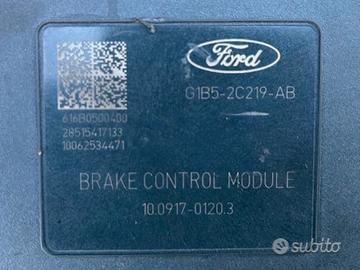 Ford
G1B5-2C219-AB
616B0500400
28515417133
10062534471
BRAKE CONTROL MODULE
10.0917-0120.3
subito